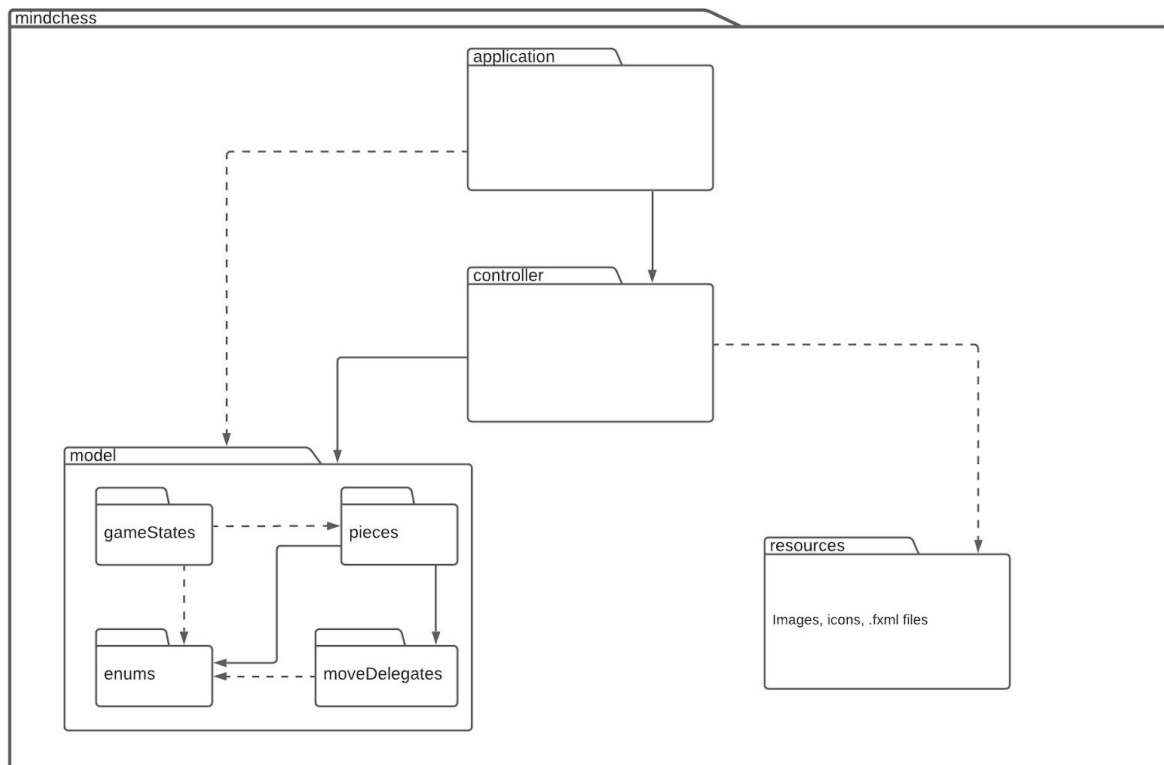 mindchess
application
controller
model
gameStates
pieces
enums
moveDelegates
resources
Images, icons, .fxml files